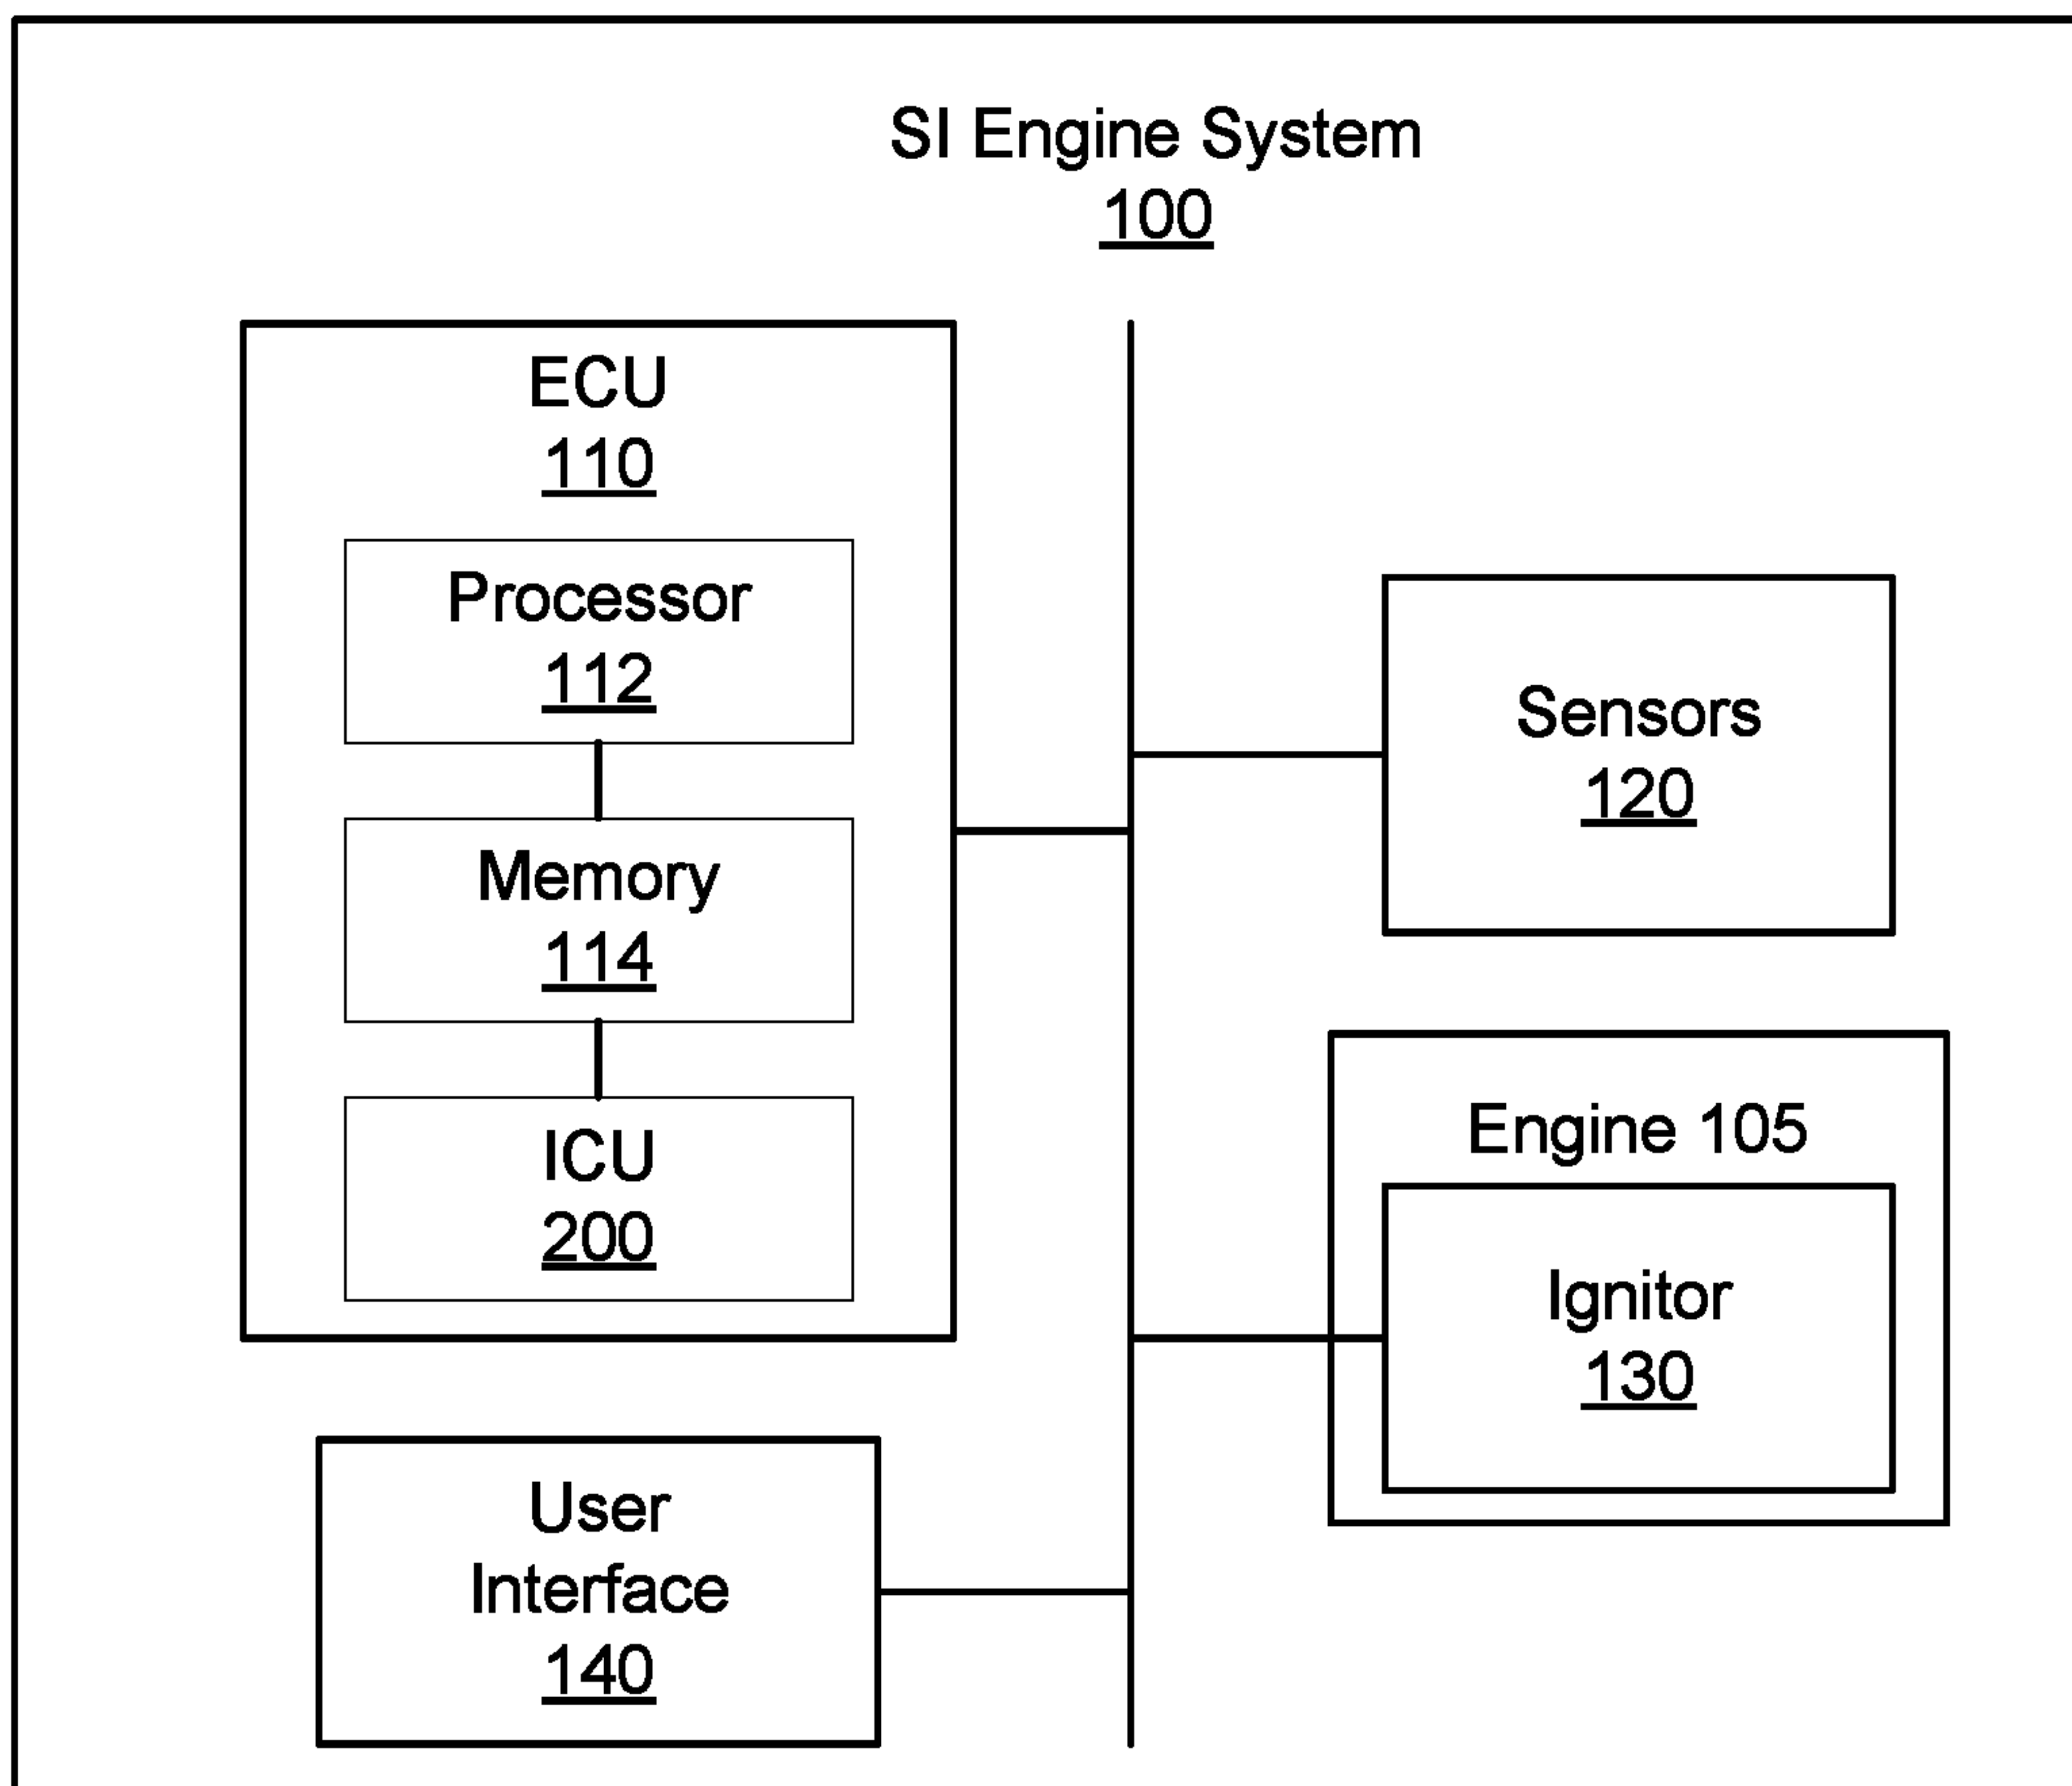 SI Engine System
100
ECU
110
Processor
112
Memory
114
ICU
200
User
Interface
140
Sensors
120
Engine 105
Ignitor
130